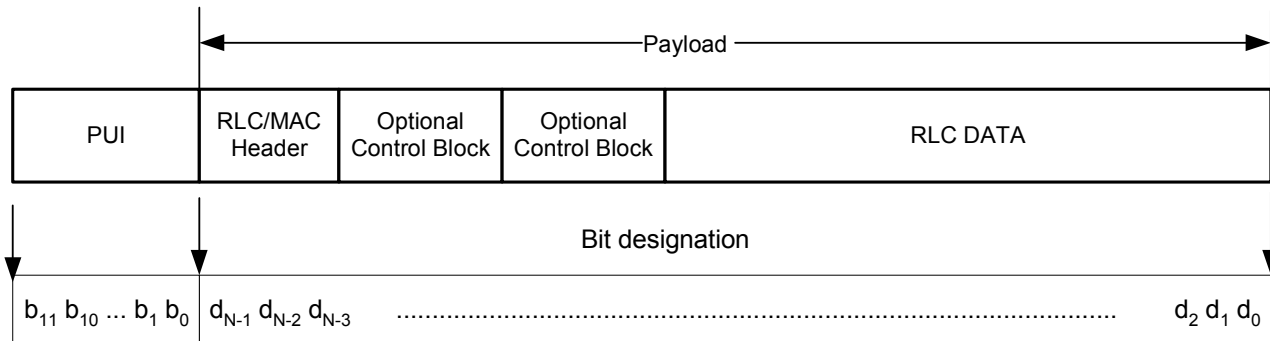 Payload
PUI
RLC/MAC Header
Optional Control Block
Optional Control Block
RLC DATA
Bit designation
b11 b10 ... b1 b0 dN-1 dN-2 dN-3 .................................................................................................... d2 d1 d0